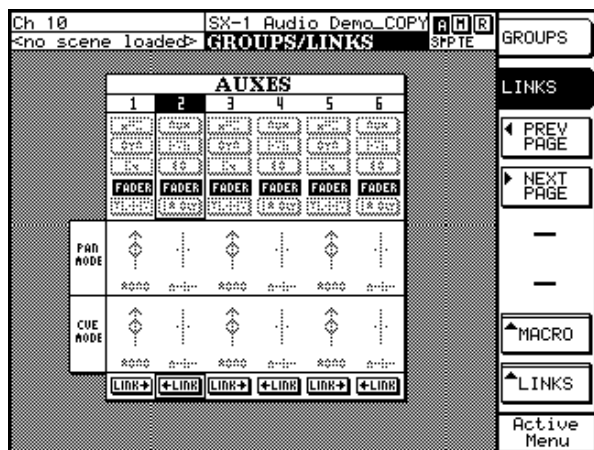 Ch 10
SX-1 Audio Demo_COPY
A M R
<no scene loaded>
GROUPS/LINKS
SMPTE
GROUPS
LINKS
PREV PAGE
NEXT PAGE
MACRO
LINKS
Active Menu
AUXES
1 2 3 4 5 6
FADER FADER FADER FADER FADER FADER
PAN MODE
CUE MODE
LINK→ ←LINK LINK→ ←LINK LINK→ ←LINK